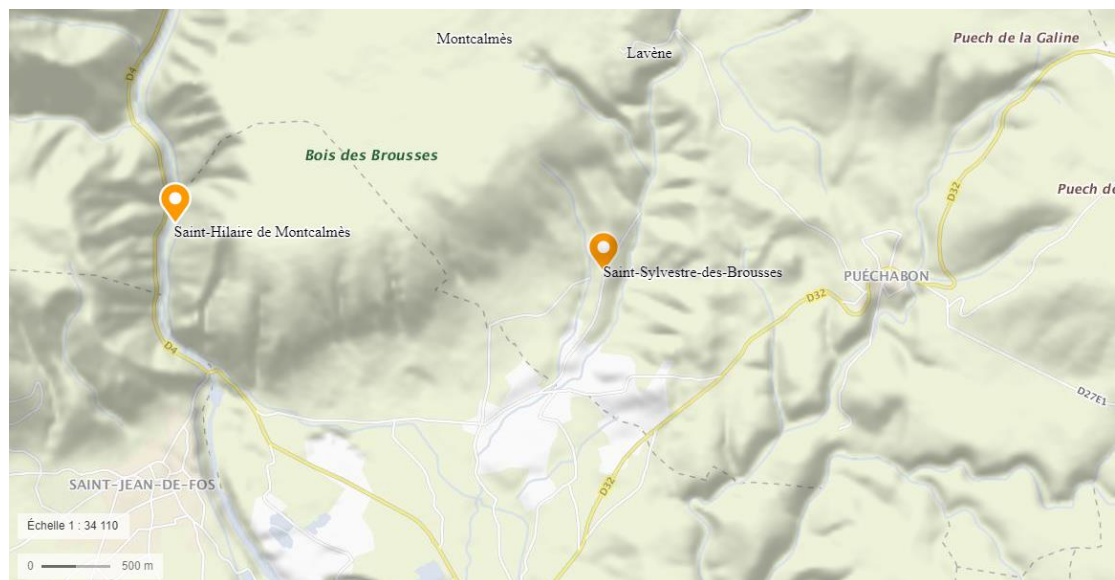 Montcalmès
Lavène
Puech de la Galine
D4
Bois des Brousses
D32
Puech de
Saint-Hilaire de Montcalmès
Saint-Sylvestre-des-Brousses
PUÉCHABON
D32
D4
D27E1
SAINT-JEAN-DE-FOS
D32
Échelle 1 : 34 110
0 500 m